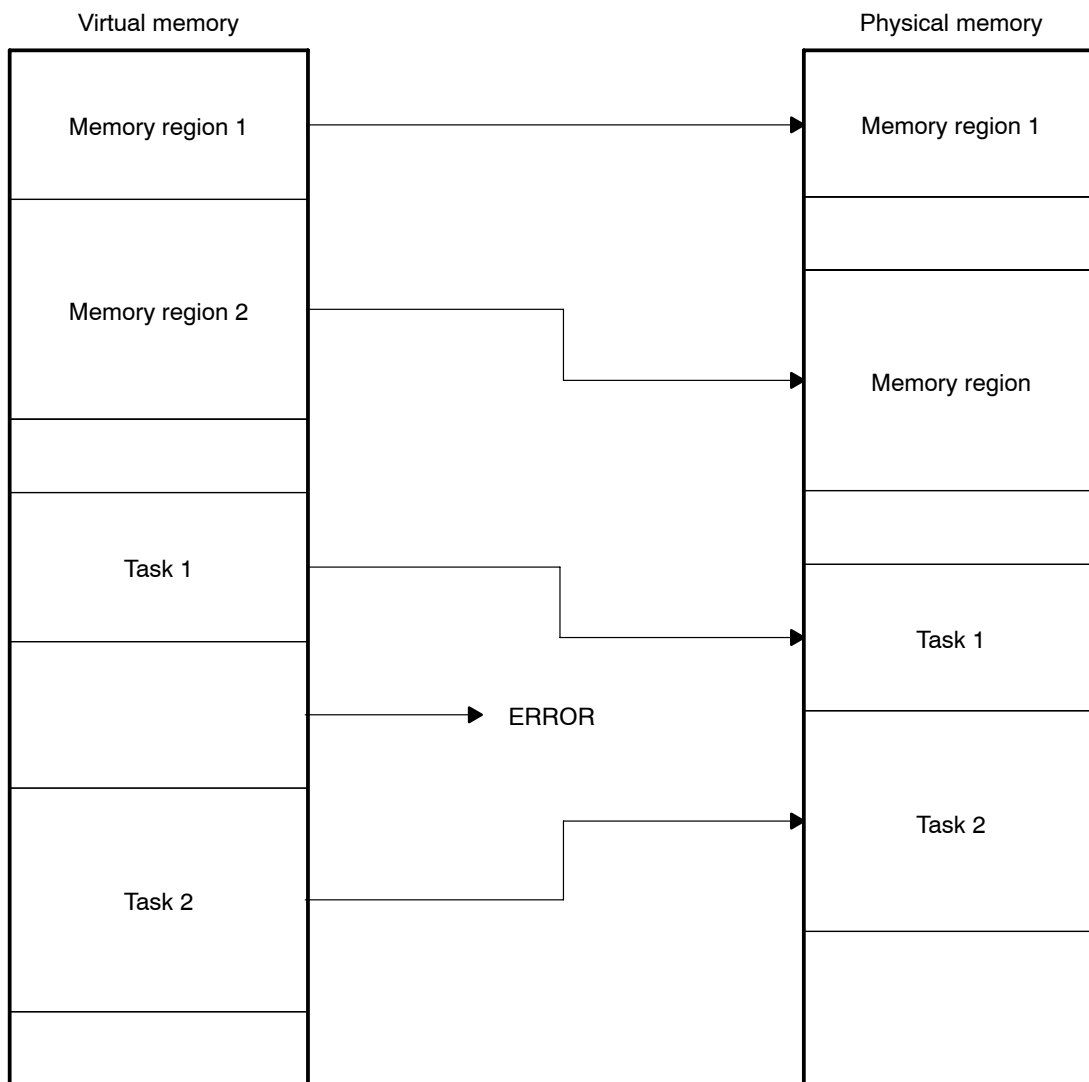 Virtual memory
Physical memory
Memory region 1
Memory region 1
Memory region 2
Memory region
Task 1
Task 1
ERROR
Task 2
Task 2